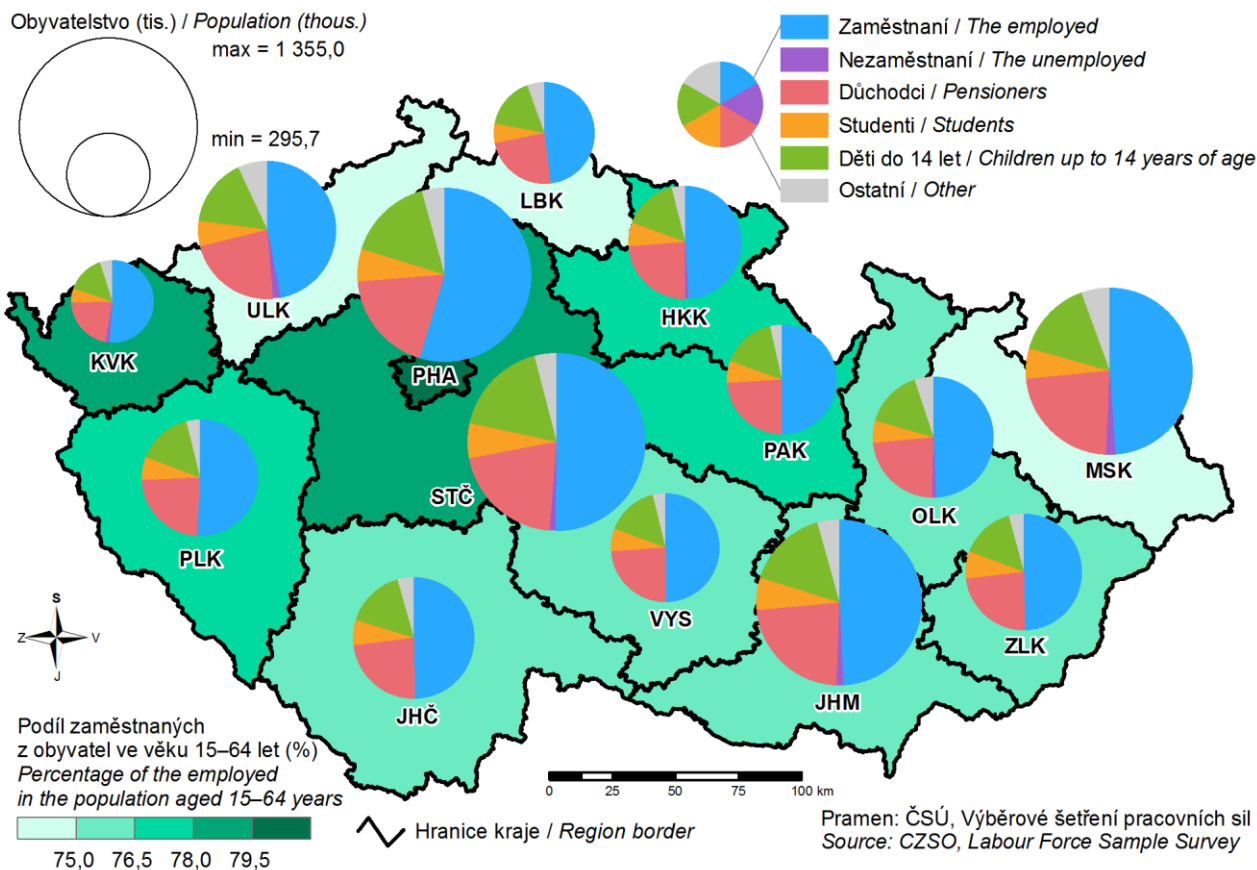 Obyvatelstvo (tis.) / Population (thous.)
max = 1 355,0
min = 295,7
Zaměstnaní / The employed
Nezaměstnaní / The unemployed
Důchodci / Pensioners
Studenti / Students
Děti do 14 let / Children up to 14 years of age
Ostatní / Other
LBK
ULK
HKK
KVK
PHA
PAK
MSK
STČ
OLK
PLK
VYS
ZLK
JHM
JHČ
S
Z
V
J
Podíl zaměstnaných
z obyvatel ve věku 15–64 let (%)
Percentage of the employed
in the population aged 15–64 years
75,0 76,5 78,0 79,5
Hranice kraje / Region border
0 25 50 75 100 km
Pramen: ČSÚ, Výběrové šetření pracovních sil
Source: CZSO, Labour Force Sample Survey